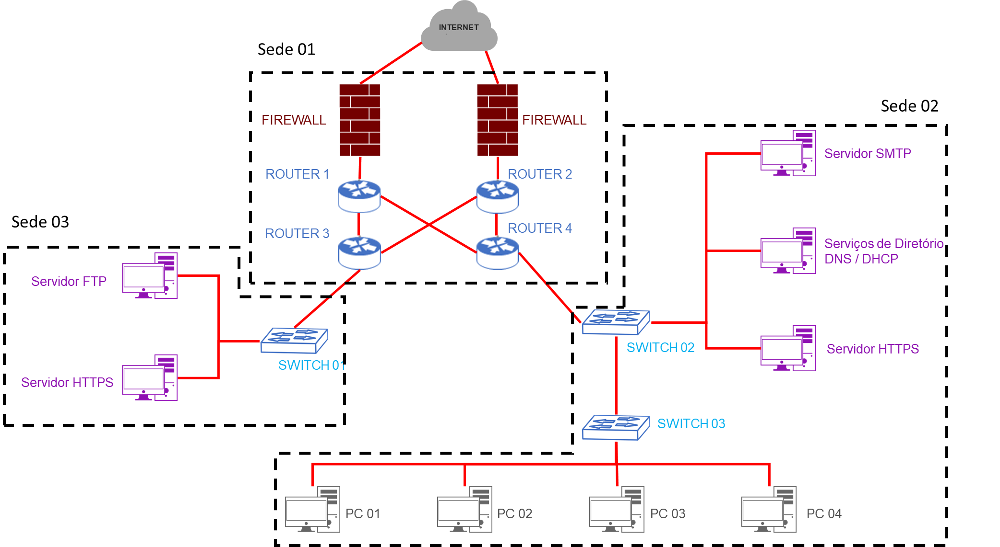 INTERNET
Sede 01
Sede 02
FIREWALL
FIREWALL
Servidor SMTP
ROUTER 1
ROUTER 2
Sede 03
ROUTER 3
ROUTER 4
Serviços de Diretório
DNS / DHCP
Servidor FTP
SWITCH 02
Servidor HTTPS
SWITCH 01
Servidor HTTPS
SWITCH 03
PC 01
PC 02
PC 03
PC 04